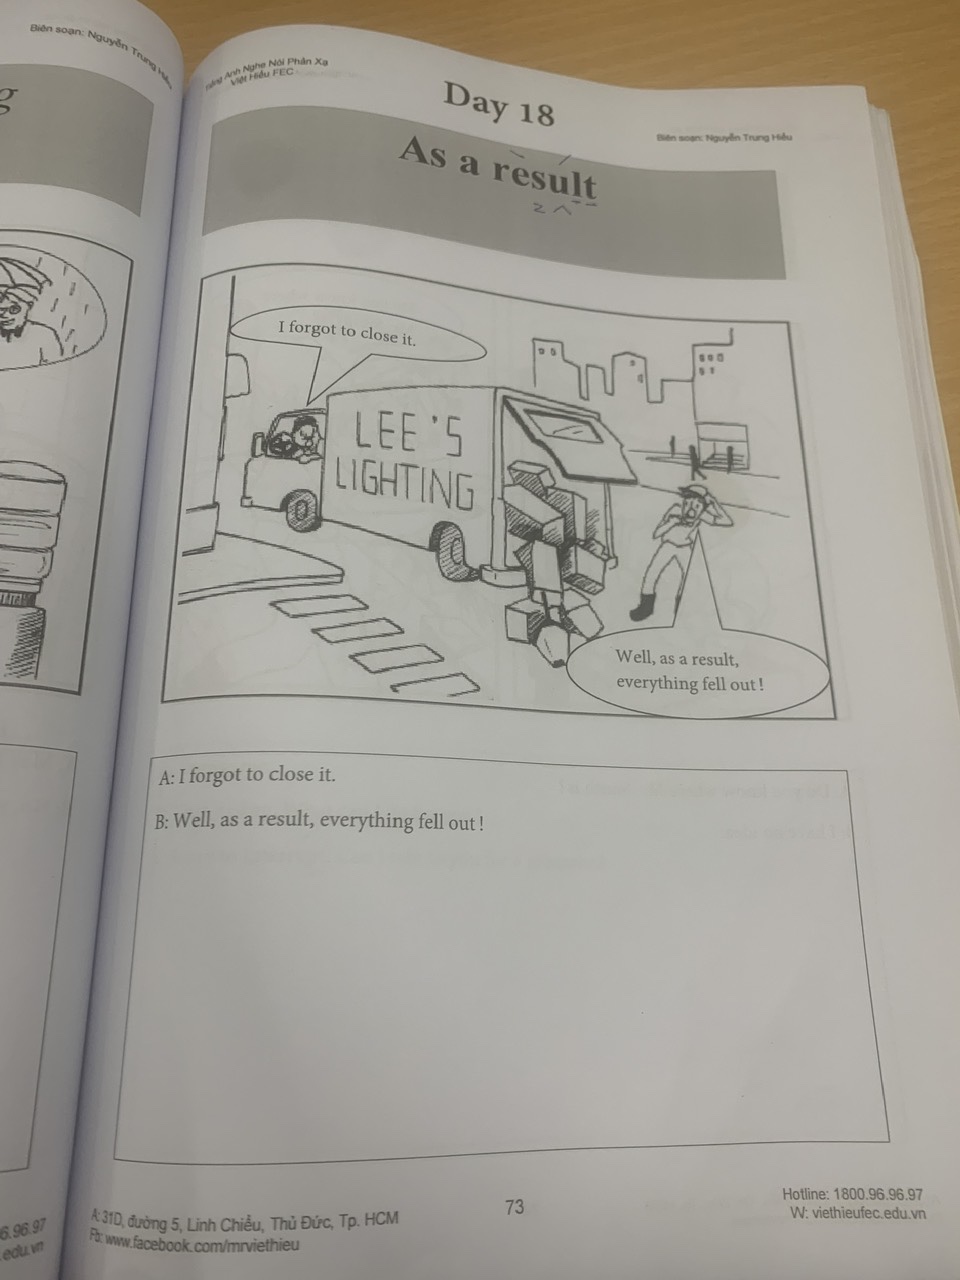 Biên soạn: Nguyễn Trung Hiếu
g
6.96.97
.edu.vn
Tiếng Anh Nghe Nói Phản Xạ
Việt Hiếu FEC
Day 18
Biên soạn: Nguyễn Trung Hiếu
As a result
I forgot to close it.
LEE'S
LIGHTING
Well, as a result,
everything fell out!
A: I forgot to close it.
B: Well, as a result, everything fell out!
A: 31D, đường 5, Linh Chiểu, Thủ Đức, Tp. HCM
Fb: www.facebook.com/mrviethieu
73
Hotline: 1800.96.96.97
W: viethieufec.edu.vn